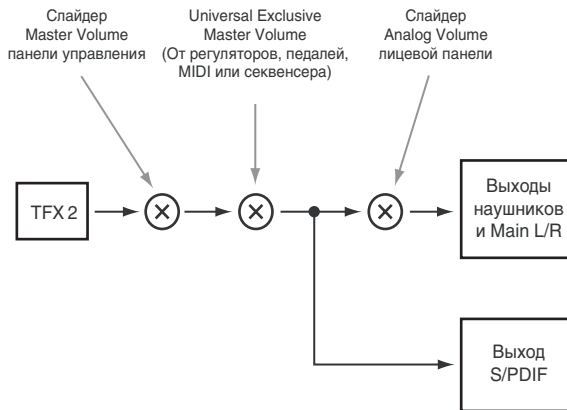 Слайдер
Master Volume
панели управления
Universal Exclusive
Master Volume
(От регуляторов, педалей,
MIDI или секвенсера)
Слайдер
Analog Volume
лицевой панели
TFX 2
Выходы
наушников
и Main L/R
Выход
S/PDIF